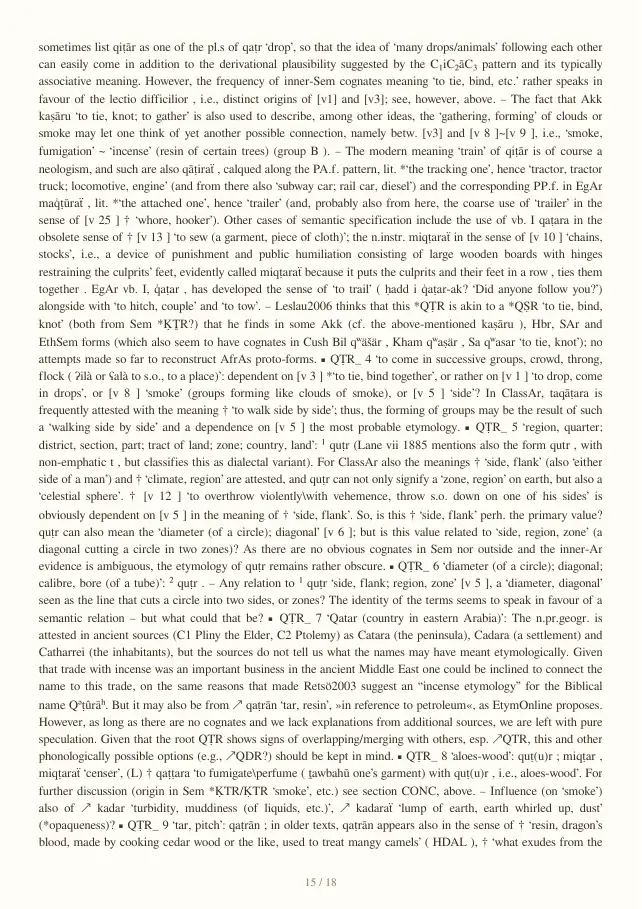 sometimes list qiṭār as one of the pl.s of qaṭr ‘drop’, so that the idea of ‘many drops/animals’ following each other
can easily come in addition to the derivational plausibility suggested by the C₁iC₂āC₃ pattern and its typically
associative meaning. However, the frequency of inner-Sem cognates meaning ‘to tie, bind, etc.’ rather speaks in
favour of the lectio difficilior , i.e., distinct origins of [v1] and [v3]; see, however, above. – The fact that Akk
kaṣāru ‘to tie, knot; to gather’ is also used to describe, among other ideas, the ‘gathering, forming’ of clouds or
smoke may let one think of yet another possible connection, namely betw. [v3] and [v 8 ]~[v 9 ], i.e., ‘smoke,
fumigation’ ~ ‘incense’ (resin of certain trees) (group B ). – The modern meaning ‘train’ of qiṭār is of course a
neologism, and such are also qāṭiraẗ , calqued along the PA.f. pattern, lit. *‘the tracking one’, hence ‘tractor, tractor
truck; locomotive, engine’ (and from there also ‘subway car; rail car, diesel’) and the corresponding PP.f. in EgAr
maq̇ṭūraẗ , lit. *‘the attached one’, hence ‘trailer’ (and, probably also from here, the coarse use of ‘trailer’ in the
sense of [v 25 ] † ‘whore, hooker’). Other cases of semantic specification include the use of vb. I qaṭara in the
obsolete sense of † [v 13 ] ‘to sew (a garment, piece of cloth)’; the n.instr. miqṭaraẗ in the sense of [v 10 ] ‘chains,
stocks’, i.e., a device of punishment and public humiliation consisting of large wooden boards with hinges
restraining the culprits’ feet, evidently called miqṭaraẗ because it puts the culprits and their feet in a row , ties them
together . EgAr vb. I, q̇aṭar , has developed the sense of ‘to trail’ ( ḥadd i q̇aṭar-ak? ‘Did anyone follow you?’)
alongside with ‘to hitch, couple’ and ‘to tow’. – Leslau2006 thinks that this *QṬR is akin to a *QṢR ‘to tie, bind,
knot’ (both from Sem *ḲṬR?) that he finds in some Akk (cf. the above-mentioned kaṣāru ), Hbr, SAr and
EthSem forms (which also seem to have cognates in Cush Bil qʷäšär , Kham qʷaṣär , Sa qʷasar ‘to tie, knot’); no
attempts made so far to reconstruct AfrAs proto-forms. ▪ QṬR_ 4 ‘to come in successive groups, crowd, throng,
flock ( ʔilà or ʕalà to s.o., to a place)’: dependent on [v 3 ] *‘to tie, bind together’, or rather on [v 1 ] ‘to drop, come
in drops’, or [v 8 ] ‘smoke’ (groups forming like clouds of smoke), or [v 5 ] ‘side’? In ClassAr, taqāṭara is
frequently attested with the meaning † ‘to walk side by side’; thus, the forming of groups may be the result of such
a ‘walking side by side’ and a dependence on [v 5 ] the most probable etymology. ▪ QṬR_ 5 ‘region, quarter;
district, section, part; tract of land; zone; country, land’: ¹ quṭr (Lane vii 1885 mentions also the form qutr , with
non-emphatic t , but classifies this as dialectal variant). For ClassAr also the meanings † ‘side, flank’ (also ‘either
side of a man’) and † ‘climate, region’ are attested, and quṭr can not only signify a ‘zone, region’ on earth, but also a
‘celestial sphere’. † [v 12 ] ‘to overthrow violently\with vehemence, throw s.o. down on one of his sides’ is
obviously dependent on [v 5 ] in the meaning of † ‘side, flank’. So, is this † ‘side, flank’ perh. the primary value?
quṭr can also mean the ‘diameter (of a circle); diagonal’ [v 6 ]; but is this value related to ‘side, region, zone’ (a
diagonal cutting a circle in two zones)? As there are no obvious cognates in Sem nor outside and the inner-Ar
evidence is ambiguous, the etymology of quṭr remains rather obscure. ▪ QṬR_ 6 ‘diameter (of a circle); diagonal;
calibre, bore (of a tube)’: ² quṭr . – Any relation to ¹ quṭr ‘side, flank; region, zone’ [v 5 ], a ‘diameter, diagonal’
seen as the line that cuts a circle into two sides, or zones? The identity of the terms seems to speak in favour of a
semantic relation – but what could that be? ▪ QṬR_ 7 ‘Qatar (country in eastern Arabia)’: The n.pr.geogr. is
attested in ancient sources (C1 Pliny the Elder, C2 Ptolemy) as Catara (the peninsula), Cadara (a settlement) and
Catharrei (the inhabitants), but the sources do not tell us what the names may have meant etymologically. Given
that trade with incense was an important business in the ancient Middle East one could be inclined to connect the
name to this trade, on the same reasons that made Retsö2003 suggest an “incense etymology” for the Biblical
name Qᵊṭûrāʰ. But it may also be from ↗ qaṭrān ‘tar, resin’, »in reference to petroleum«, as EtymOnline proposes.
However, as long as there are no cognates and we lack explanations from additional sources, we are left with pure
speculation. Given that the root QṬR shows signs of overlapping/merging with others, esp. ↗QTR, this and other
phonologically possible options (e.g., ↗QDR?) should be kept in mind. ▪ QṬR_ 8 ‘aloes-wood’: quṭ(u)r ; miqṭar ,
miqṭaraẗ ‘censer’, (L) † qaṭṭara ‘to fumigate\perfume ( ṯawbahū one’s garment) with quṭ(u)r , i.e., aloes-wood’. For
further discussion (origin in Sem *ḲTR/ḲṬR ‘smoke’, etc.) see section CONC, above. – Influence (on ‘smoke’)
also of ↗ kadar ‘turbidity, muddiness (of liquids, etc.)’, ↗ kadaraẗ ‘lump of earth, earth whirled up, dust’
(*opaqueness)? ▪ QṬR_ 9 ‘tar, pitch’: qaṭrān ; in older texts, qaṭrān appears also in the sense of † ‘resin, dragon’s
blood, made by cooking cedar wood or the like, used to treat mangy camels’ ( HDAL ), † ‘what exudes from the
15 / 18